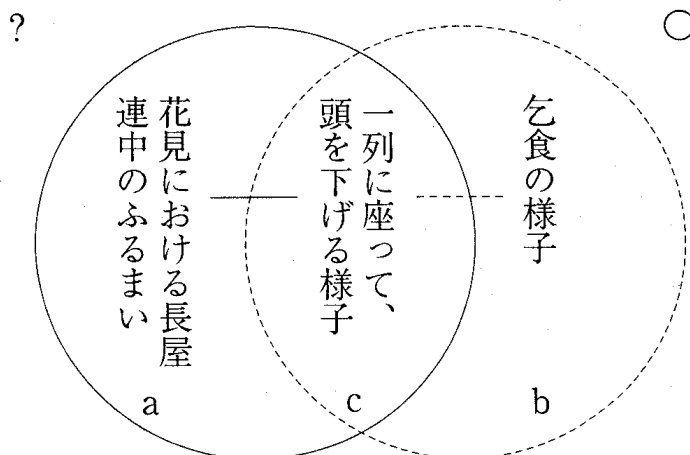 ?
○
乞食の様子
一列に座って、
頭を下げる様子
花見における長屋
連中のふるまい
a
c
b